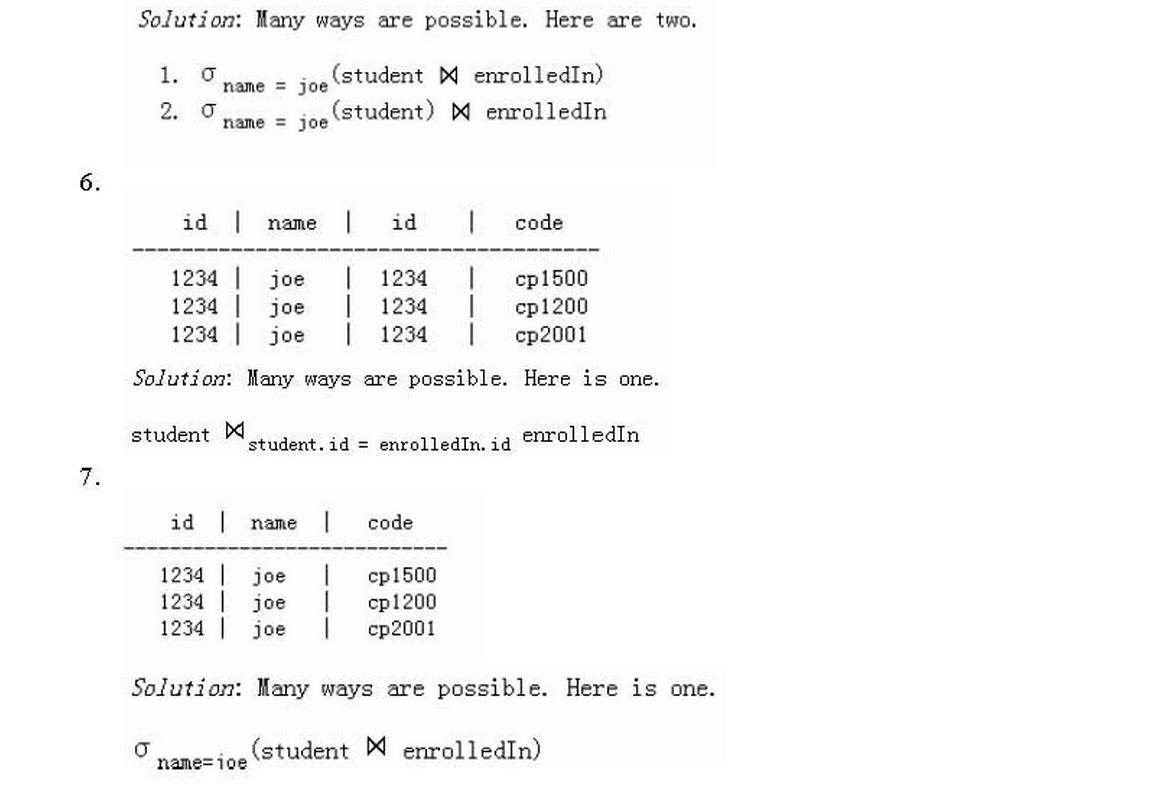 Solution: Many ways are possible. Here are two.
1. σ name = joe (student ⋈ enrolledIn)
2. σ name = joe (student) ⋈ enrolledIn
6.
id | name | id | code
---------------------------------------
1234 | joe | 1234 | cp1500
1234 | joe | 1234 | cp1200
1234 | joe | 1234 | cp2001
Solution: Many ways are possible. Here is one.
student ⋈ student.id = enrolledIn.id enrolledIn
7.
id | name | code
----------------------------
1234 | joe | cp1500
1234 | joe | cp1200
1234 | joe | cp2001
Solution: Many ways are possible. Here is one.
σ name=joe (student ⋈ enrolledIn)